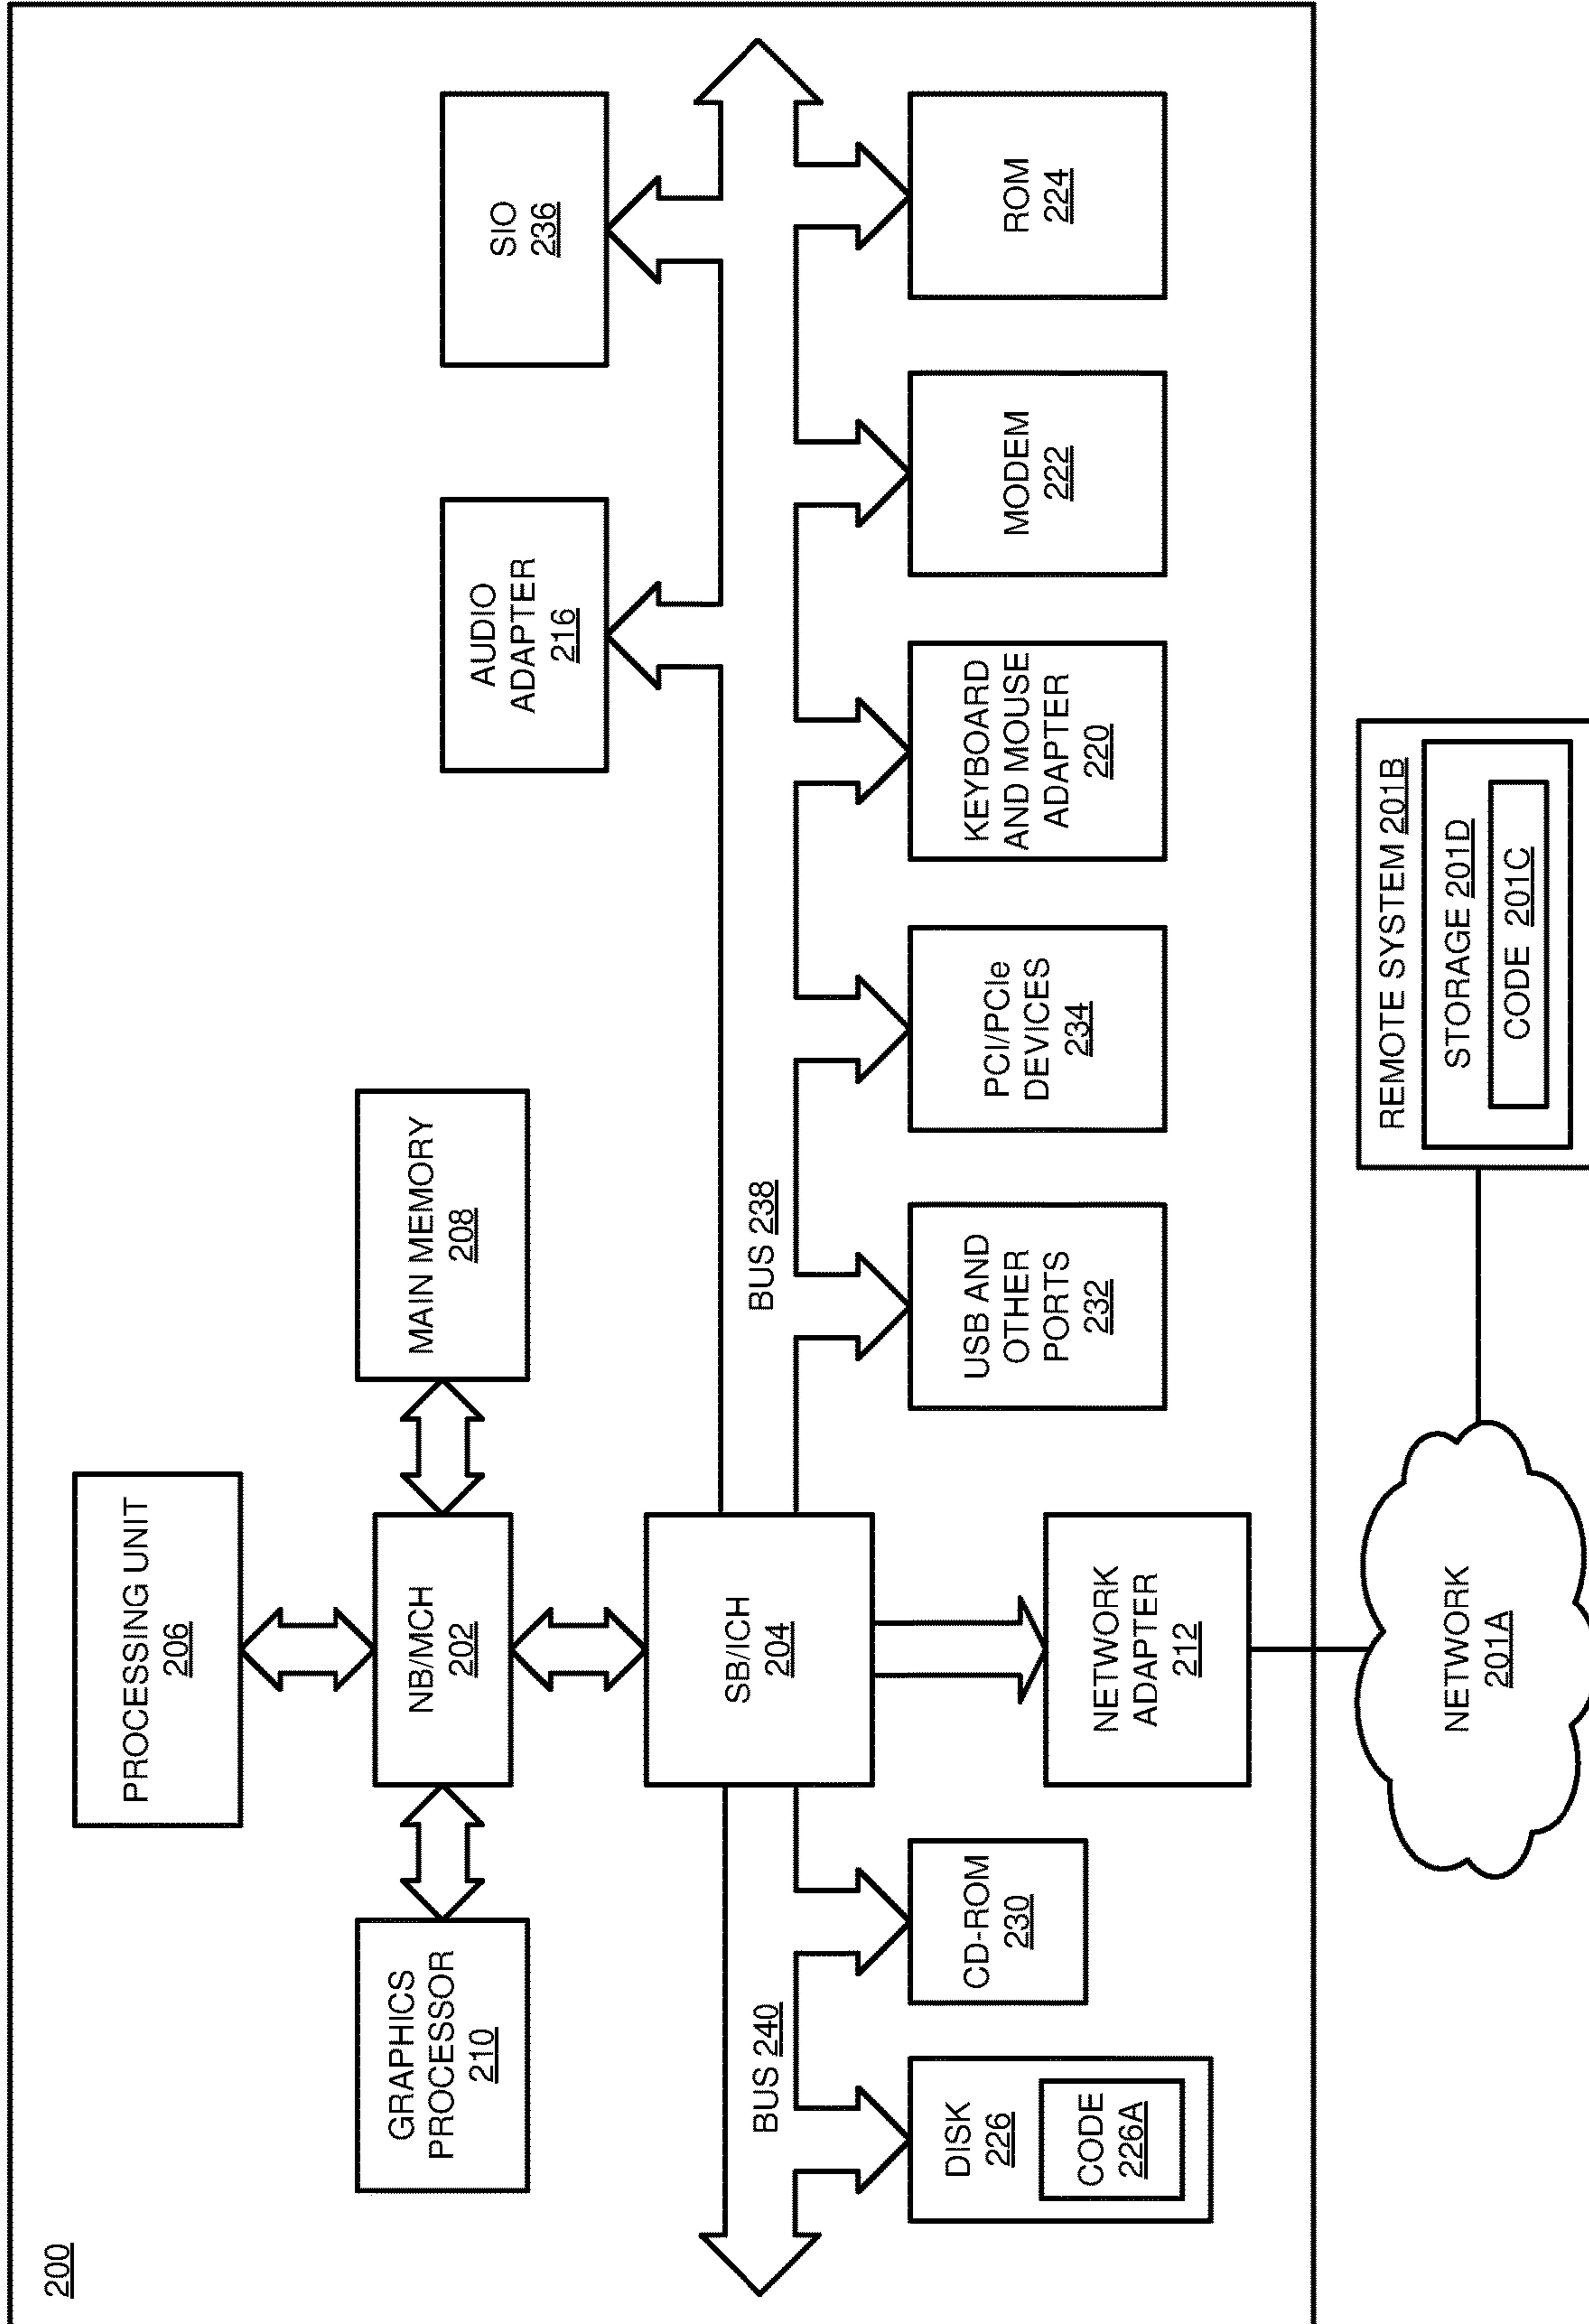 200
PROCESSING UNIT
206
GRAPHICS
PROCESSOR
210
NB/MCH
202
MAIN MEMORY
208
AUDIO
ADAPTER
216
SIO
236
SB/ICH
204
BUS 240
BUS 238
DISK
226
CODE
226A
CD-ROM
230
NETWORK
ADAPTER
212
USB AND
OTHER
PORTS
232
PCI/PCIe
DEVICES
234
KEYBOARD
AND MOUSE
ADAPTER
220
MODEM
222
ROM
224
NETWORK
201A
REMOTE SYSTEM 201B
STORAGE 201D
CODE 201C